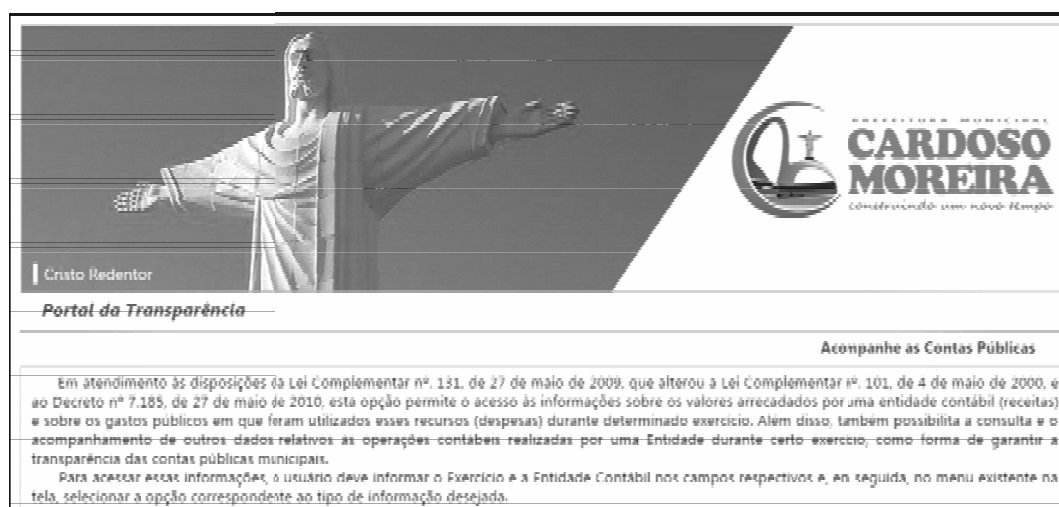 PREFEITURA MUNICIPAL
CARDOSO
MOREIRA
construindo um novo tempo
Cristo Redentor
Portal da Transparência
Acompanhe as Contas Públicas
Em atendimento às disposições da Lei Complementar nº. 131, de 27 de maio de 2009, que alterou a Lei Complementar nº. 101, de 4 de maio de 2000, e
ao Decreto nº 7.185, de 27 de maio de 2010, esta opção permite o acesso às informações sobre os valores arrecadados por uma entidade contábil (receitas)
e sobre os gastos públicos em que foram utilizados esses recursos (despesas) durante determinado exercício. Além disso, também possibilita a consulta e o
acompanhamento de outros dados relativos às operações contábeis realizadas por uma Entidade durante certo exercício, como forma de garantir a
transparência das contas públicas municipais.
Para acessar essas informações, o usuário deve informar o Exercício e a Entidade Contábil nos campos respectivos e, em seguida, no menu existente na
tela, selecionar a opção correspondente ao tipo de informação desejada.